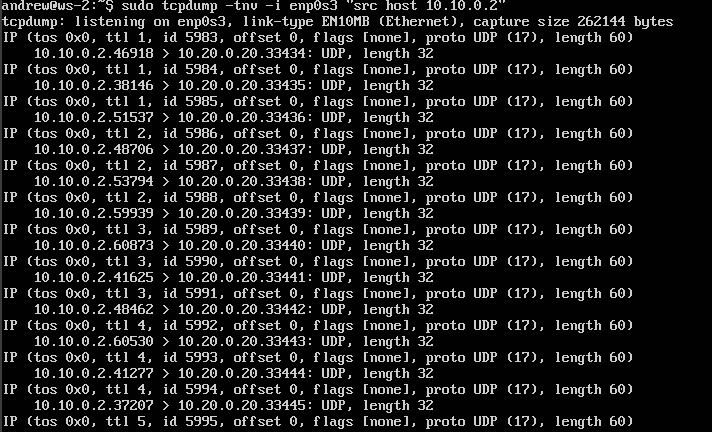 andrew@ws-2:~$ sudo tcpdump -tnv -i enp0s3 "src host 10.10.0.2"
tcpdump: listening on enp0s3, link-type EN10MB (Ethernet), capture size 262144 bytes
IP (tos 0x0, ttl 1, id 5983, offset 0, flags [none], proto UDP (17), length 60)
    10.10.0.2.46918 > 10.20.0.20.33434: UDP, length 32
IP (tos 0x0, ttl 1, id 5984, offset 0, flags [none], proto UDP (17), length 60)
    10.10.0.2.38146 > 10.20.0.20.33435: UDP, length 32
IP (tos 0x0, ttl 1, id 5985, offset 0, flags [none], proto UDP (17), length 60)
    10.10.0.2.51537 > 10.20.0.20.33436: UDP, length 32
IP (tos 0x0, ttl 2, id 5986, offset 0, flags [none], proto UDP (17), length 60)
    10.10.0.2.48706 > 10.20.0.20.33437: UDP, length 32
IP (tos 0x0, ttl 2, id 5987, offset 0, flags [none], proto UDP (17), length 60)
    10.10.0.2.53794 > 10.20.0.20.33438: UDP, length 32
IP (tos 0x0, ttl 2, id 5988, offset 0, flags [none], proto UDP (17), length 60)
    10.10.0.2.59939 > 10.20.0.20.33439: UDP, length 32
IP (tos 0x0, ttl 3, id 5989, offset 0, flags [none], proto UDP (17), length 60)
    10.10.0.2.60873 > 10.20.0.20.33440: UDP, length 32
IP (tos 0x0, ttl 3, id 5990, offset 0, flags [none], proto UDP (17), length 60)
    10.10.0.2.41625 > 10.20.0.20.33441: UDP, length 32
IP (tos 0x0, ttl 3, id 5991, offset 0, flags [none], proto UDP (17), length 60)
    10.10.0.2.48462 > 10.20.0.20.33442: UDP, length 32
IP (tos 0x0, ttl 4, id 5992, offset 0, flags [none], proto UDP (17), length 60)
    10.10.0.2.60530 > 10.20.0.20.33443: UDP, length 32
IP (tos 0x0, ttl 4, id 5993, offset 0, flags [none], proto UDP (17), length 60)
    10.10.0.2.41277 > 10.20.0.20.33444: UDP, length 32
IP (tos 0x0, ttl 4, id 5994, offset 0, flags [none], proto UDP (17), length 60)
    10.10.0.2.37207 > 10.20.0.20.33445: UDP, length 32
IP (tos 0x0, ttl 5, id 5995, offset 0, flags [none], proto UDP (17), length 60)